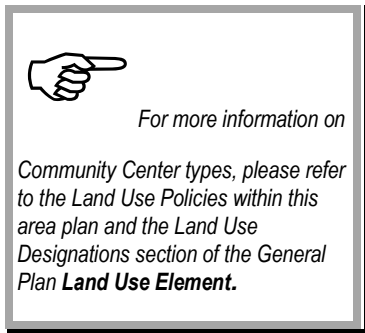 For more information on
Community Center types, please refer
to the Land Use Policies within this
area plan and the Land Use
Designations section of the General
Plan Land Use Element.